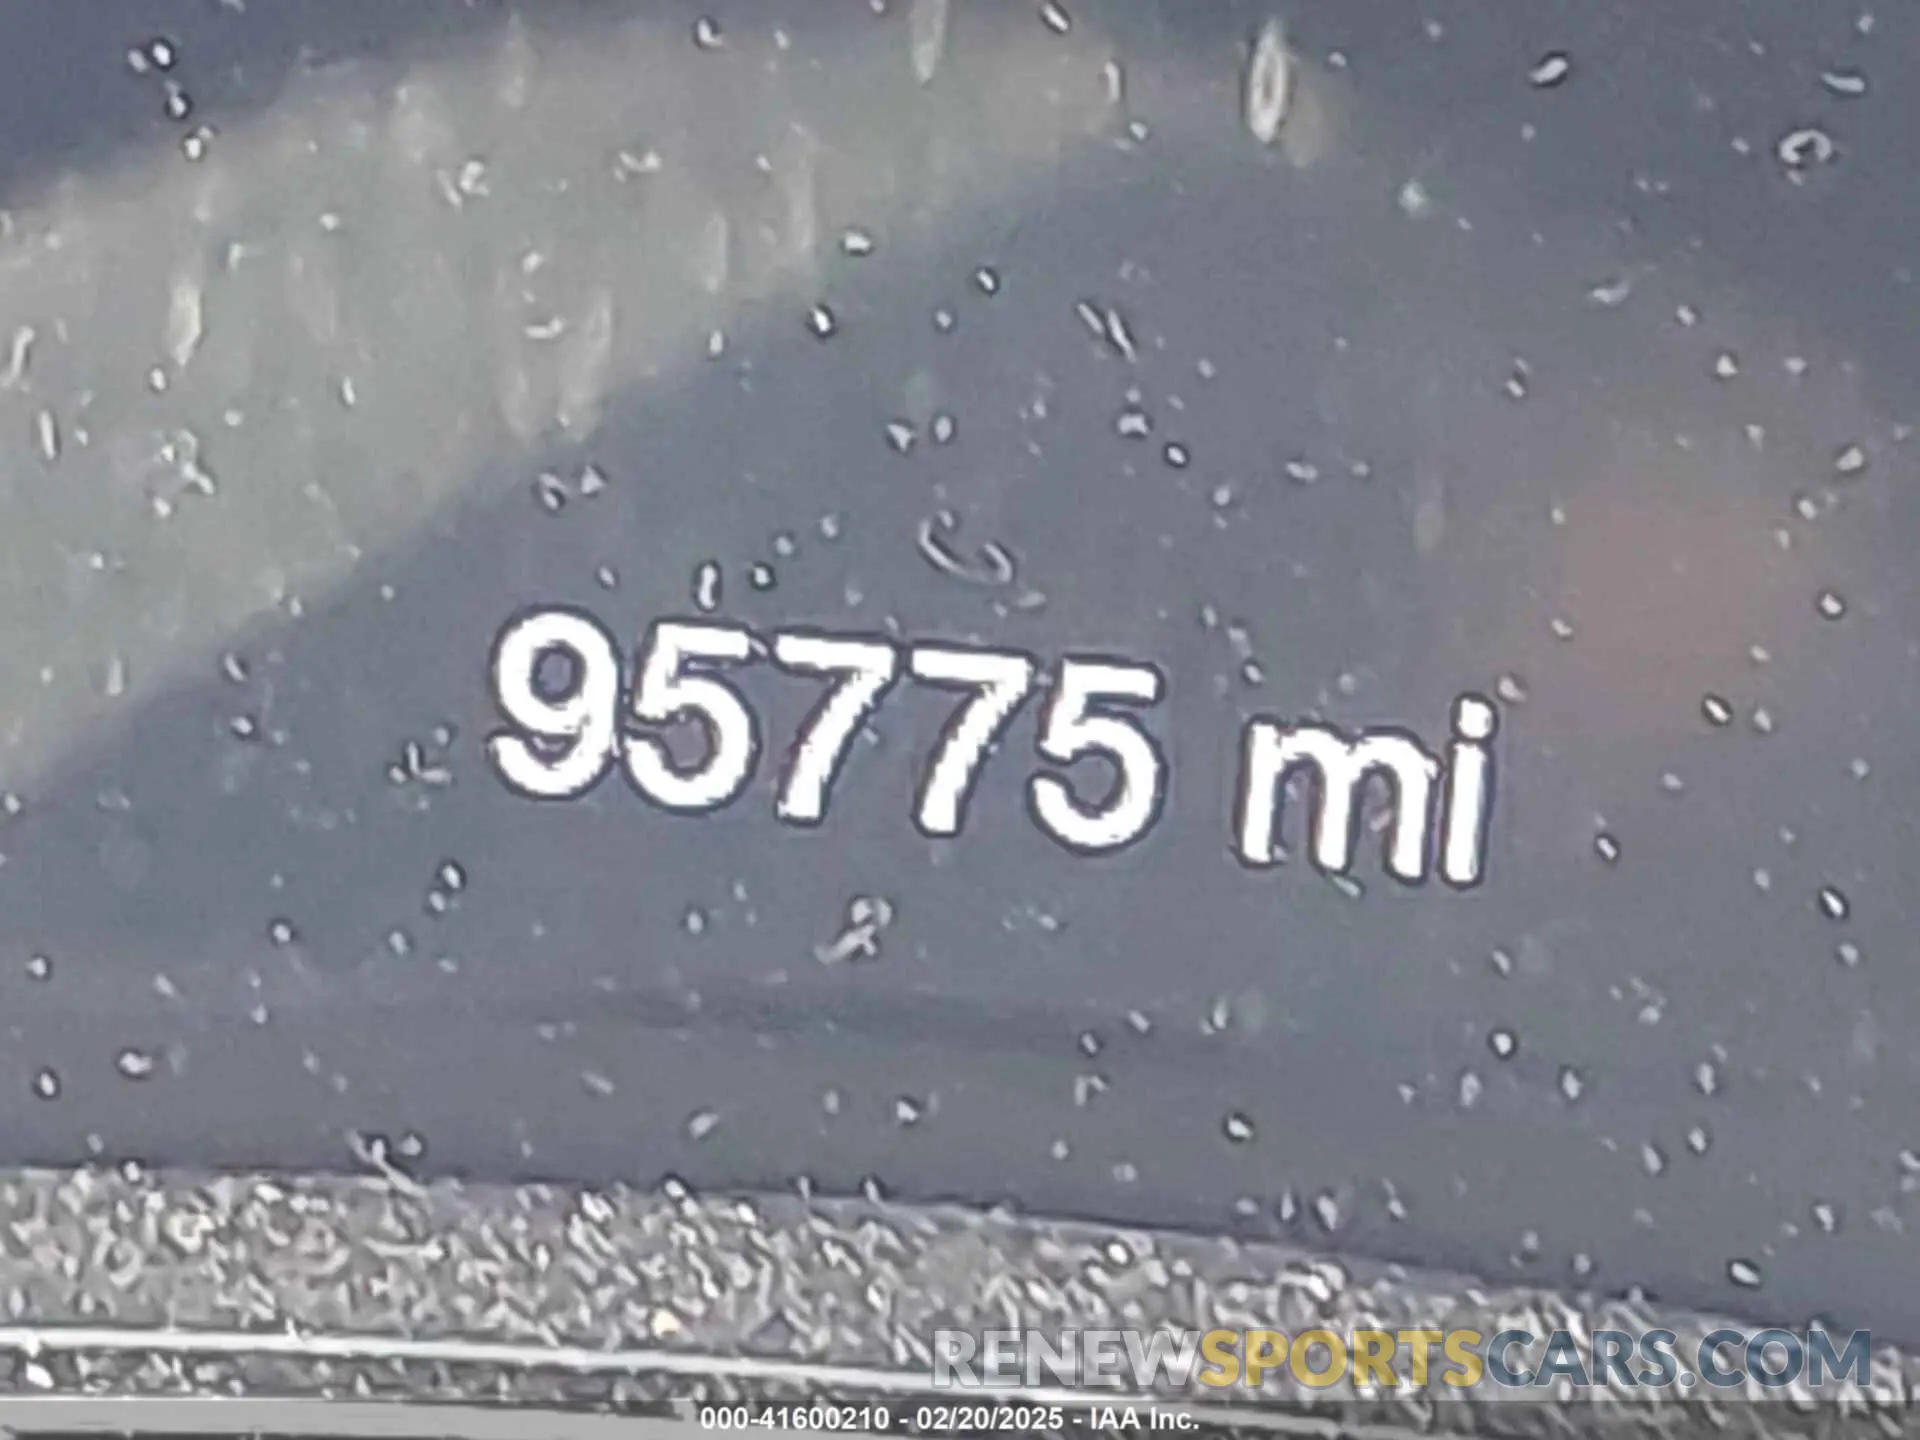 95775 mi
RENEWSPORTSCARS.COM
000-41600210 - 02/20/2025 - IAA Inc.